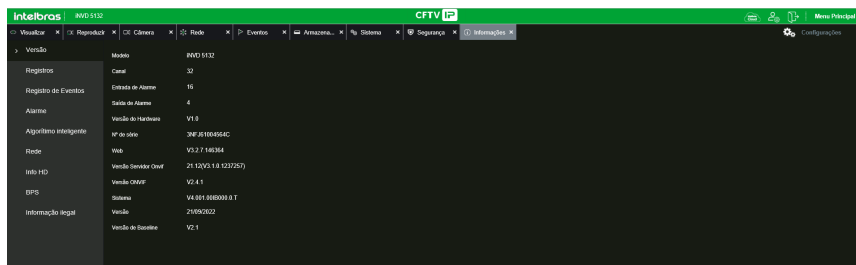 intelbras INVD 5132 CFTV IP Menu Principal
Visualizar × Reproduzir × Câmera × Rede × Eventos × Armazena... × Sistema × Segurança × Informações × Configurações
Versão
Registros
Registro de Eventos
Alarme
Algorítimo inteligente
Rede
Info HD
BPS
Informação ilegal
Modelo INVD 5132
Canal 32
Entrada de Alarme 16
Saída de Alarme 4
Versão do Hardware V1.0
Nº de série 3NFJ61004564C
Web V3.2.7.146364
Versão Servidor Onvif 21.12(V3.1.0.1237257)
Versão ONVIF V2.4.1
Sistema V4.001.00IB000.0.T
Versão 21/09/2022
Versão de Baseline V2.1